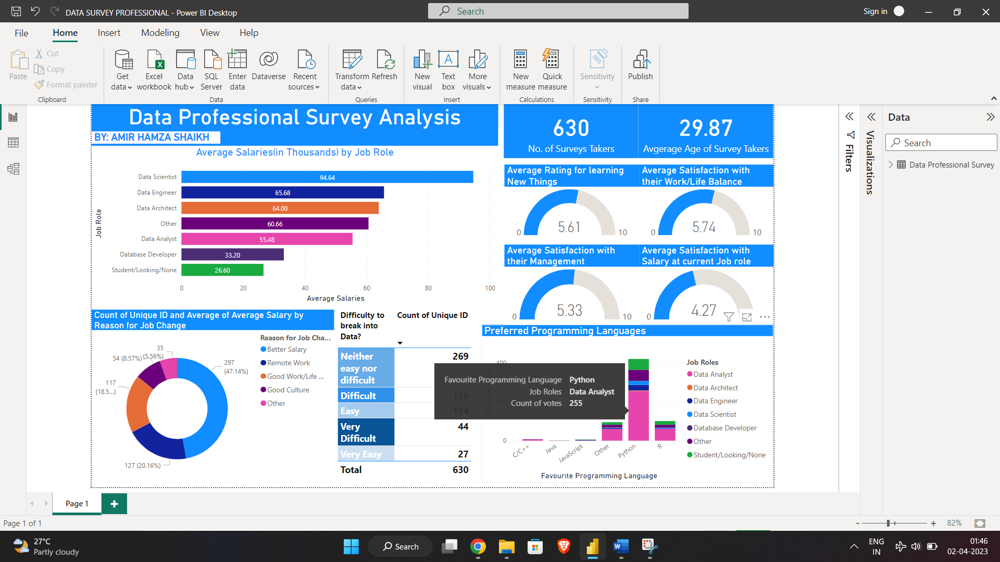 DATA SURVEY PROFESSIONAL - Power BI Desktop
Search
Sign in
File
Home
Insert
Modeling
View
Help
Paste
Cut
Copy
Format painter
Clipboard
Get data
Excel workbook
Data hub
SQL Server
Enter data
Dataverse
Recent sources
Data
Transform data
Refresh
Queries
New visual
Text box
More visuals
Insert
New measure
Quick measure
Calculations
Sensitivity
Sensitivity
Publish
Share
Data Professional Survey Analysis
BY: AMIR HAMZA SHAIKH
630
No. of Surveys Takers
29.87
Avgerage Age of Survey Takers
Average Salaries(in Thousands) by Job Role
Job Role
Data Scientist
94.64
Data Engineer
65.68
Data Architect
64.00
Other
60.66
Data Analyst
55.48
Database Developer
33.20
Student/Looking/None
26.60
0
20
40
60
80
100
Average Salaries
Average Rating for learning
New Things
0
5.61
10
Average Satisfaction with
their Work/Life Balance
0
5.74
10
Average Satisfaction with
their Management
0
5.33
10
Average Satisfaction with
Salary at current Job role
0
4.27
Count of Unique ID and Average of Average Salary by
Reason for Job Change
35
(5.56%)
54 (8.57%)
117
(18.5...)
127 (20.16%)
297
(47.14%)
Reason for Job Cha...
Better Salary
Remote Work
Good Work/Life ...
Good Culture
Other
Difficulty to
break into
Data?
Count of Unique ID
Neither
easy nor
difficult
269
Difficult
156
Easy
134
Very
Difficult
44
Very Easy
27
Total
630
Preferred Programming Languages
400
200
0
Favourite Programming Language Python
Job Roles Data Analyst
Count of votes 255
C/C++
Java
JavaScript
Other
Python
R
Favourite Programming Language
Job Roles
Data Analyst
Data Architect
Data Engineer
Data Scientist
Database Developer
Other
Student/Looking/None
Filters
Visualizations
Data
Search
Data Professional Survey
Page 1
Page 1 of 1
82%
27°C
Partly cloudy
Search
ENG
IN
01:46
02-04-2023